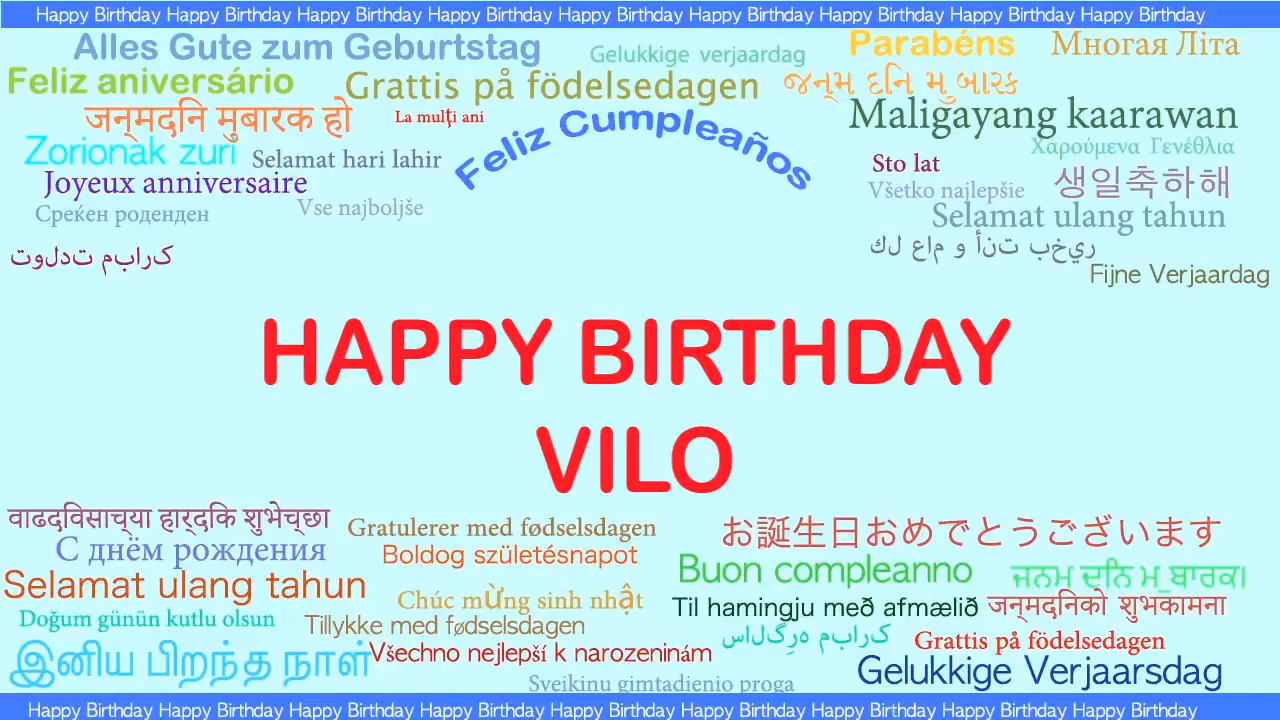 Happy Birthday Happy Birthday Happy Birthday Happy Birthday Happy Birthday Happy Birthday Happy Birthday Happy Birthday Happy Birthday
Alles Gute zum Geburtstag
Gelukkige verjaardag
Parabéns
Многая Літа
Feliz aniversário
Grattis på födelsedagen
જન્મ દિન મુબારક
जन्मदिन मुबारक हो
La mulţi ani
Feliz Cumpleaños
Maligayang kaarawan
Zorionak zuri
Selamat hari lahir
Sto lat
Χαρούμενα Γενέθλια
Joyeux anniversaire
Všetko najlepšie
생일축하해
Среќен роденден
Vse najboljše
Selamat ulang tahun
تولدت مبارک
كل عام و أنت بخير
Fijne Verjaardag
HAPPY BIRTHDAY
VILO
वाढदिवसाच्या हार्दिक शुभेच्छा
Gratulerer med fødselsdagen
お誕生日おめでとうございます
С днём рождения
Boldog születésnapot
Buon compleanno
ਜਨਮ ਦਿਨ ਮੁਬਾਰਕ।
Selamat ulang tahun
Chúc mừng sinh nhật
Til hamingju með afmælið
जन्मदिनको शुभकामना
Doğum günün kutlu olsun
Tillykke med fødselsdagen
سالگرہ مبارک
Grattis på födelsedagen
இனிய பிறந்த நாள்
Všechno nejlepší k narozeninám
Gelukkige Verjaarsdag
Sveikinu gimtadienio proga
Happy Birthday Happy Birthday Happy Birthday Happy Birthday Happy Birthday Happy Birthday Happy Birthday Happy Birthday Happy Birthday